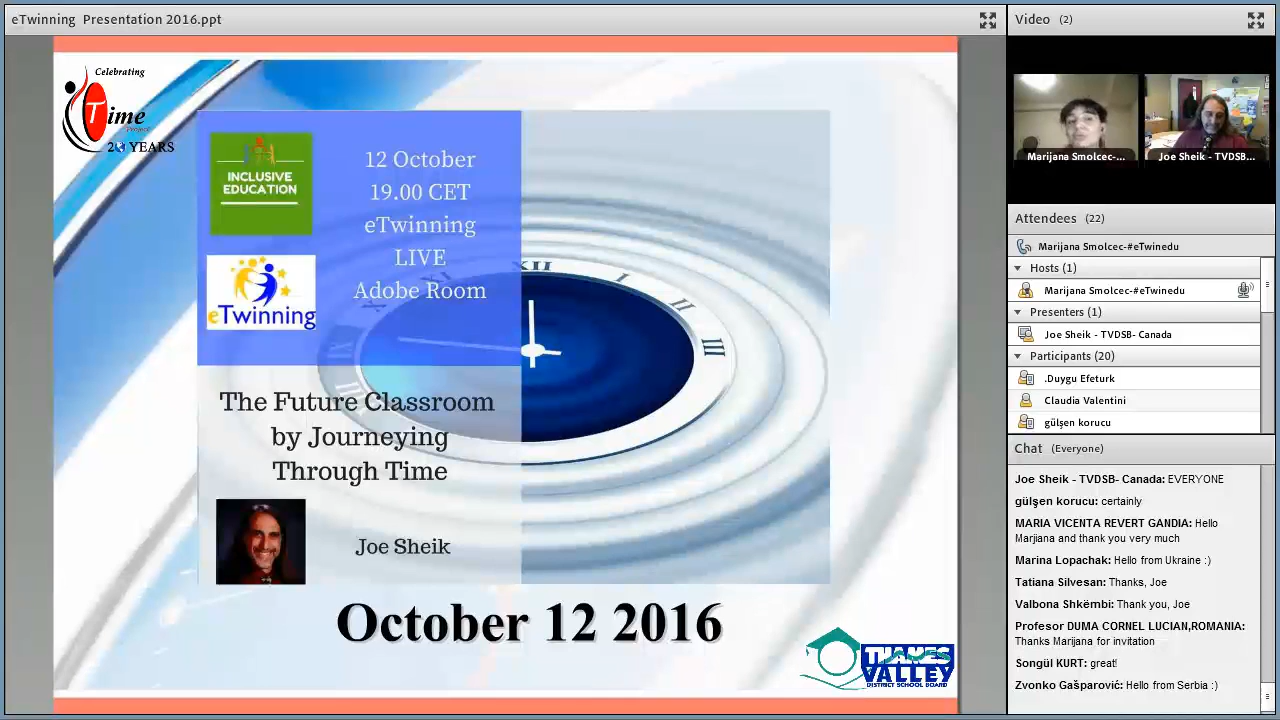 eTwinning Presentation 2016.ppt
Celebrating
Time
Project
20 YEARS
INCLUSIVE
EDUCATION
eTwinning
12 October
19.00 CET
eTwinning
LIVE
Adobe Room
XII
I
II
III
The Future Classroom
by Journeying
Through Time
Joe Sheik
October 12 2016
THAMES
VALLEY
DISTRICT SCHOOL BOARD
Video (2)
Marijana Smolcec-...
Joe Sheik - TVDSB...
Attendees (22)
Marijana Smolcec-#eTwinedu
Hosts (1)
Marijana Smolcec-#eTwinedu
Presenters (1)
Joe Sheik - TVDSB- Canada
Participants (20)
.Duygu Efeturk
Claudia Valentini
gülşen korucu
Chat (Everyone)
Joe Sheik - TVDSB- Canada: EVERYONE
gülşen korucu: certainly
MARIA VICENTA REVERT GANDIA: Hello
Marjiana and thank you very much
Marina Lopachak: Hello from Ukraine :)
Tatiana Silvesan: Thanks, Joe
Valbona Shkëmbi: Thank you, Joe
Profesor DUMA CORNEL LUCIAN,ROMANIA:
Thanks Marijana for invitation
Songül KURT: great!
Zvonko Gašparović: Hello from Serbia :)